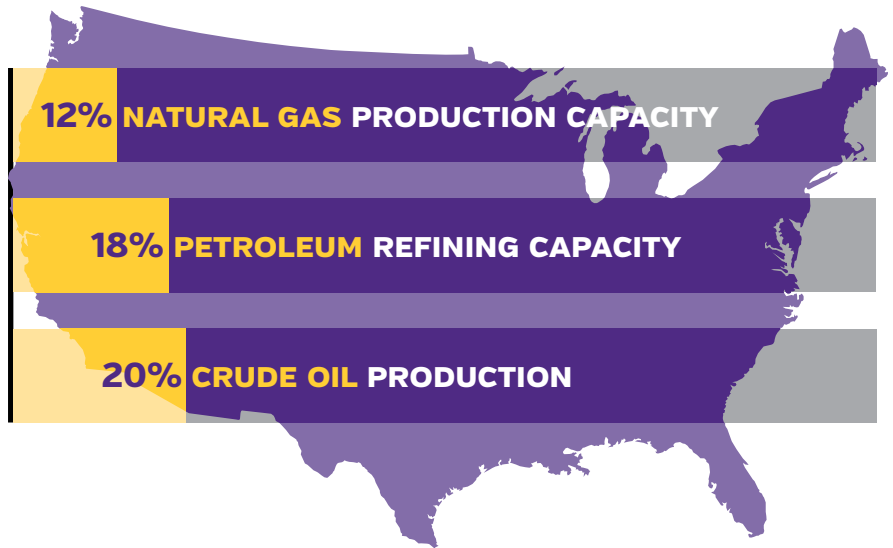 12% NATURAL GAS PRODUCTION CAPACITY
18% PETROLEUM REFINING CAPACITY
20% CRUDE OIL PRODUCTION